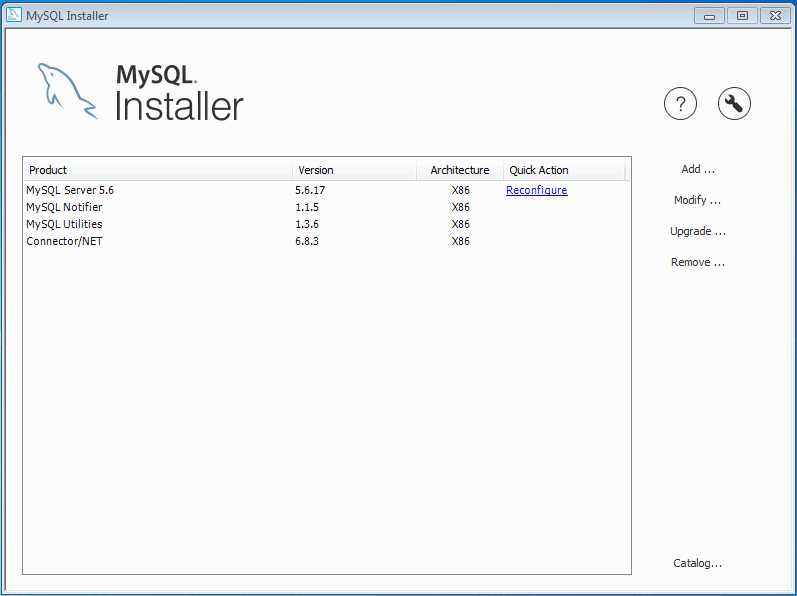 MySQL Installer
MySQL.
Installer
?
Product Version Architecture Quick Action
MySQL Server 5.6 5.6.17 X86 Reconfigure
MySQL Notifier 1.1.5 X86
MySQL Utilities 1.3.6 X86
Connector/NET 6.8.3 X86
Add ...
Modify ...
Upgrade ...
Remove ...
Catalog...